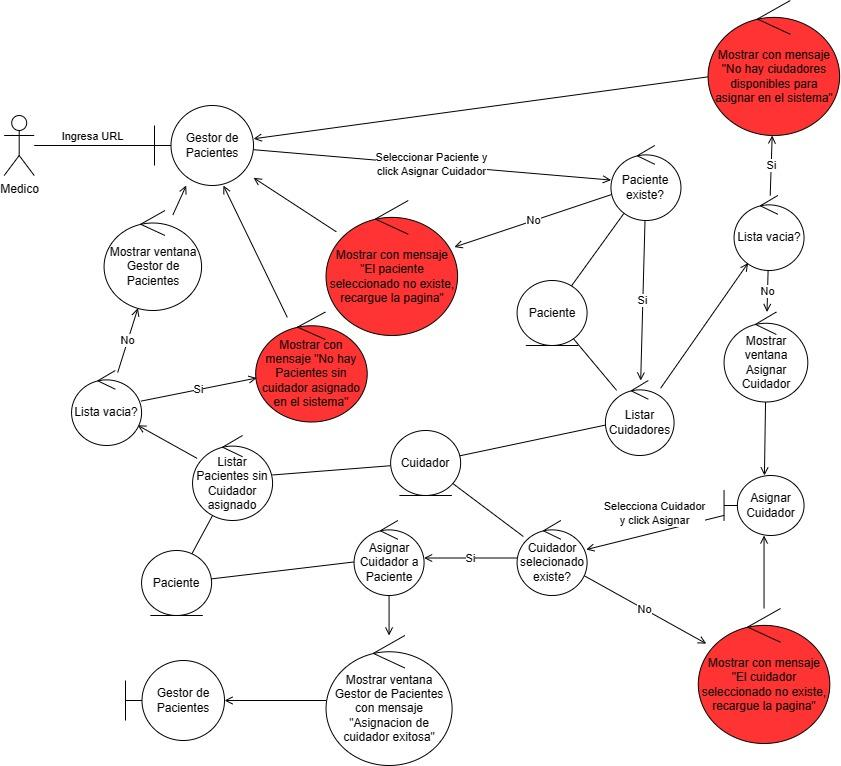 Mostrar con mensaje
"No hay ciudadores
disponibles para
asignar en el sistema"
Ingresa URL
Medico
Gestor de
Pacientes
Seleccionar Paciente y
click Asignar Cuidador
Paciente
existe?
Si
Lista vacia?
No
Mostrar ventana
Gestor de
Pacientes
No
Mostrar con mensaje
"El paciente
seleccionado no existe,
recargue la pagina"
Paciente
Si
No
Mostrar
ventana
Asignar
Cuidador
Mostrar con
mensaje "No hay
Pacientes sin
cuidador asignado
en el sistema"
Si
Lista vacia?
Listar
Cuidadores
Listar
Pacientes sin
Cuidador
asignado
Cuidador
Selecciona Cuidador
y click Asignar
Asignar
Cuidador
Paciente
Asignar
Cuidador a
Paciente
Si
Cuidador
selecionado
existe?
No
Mostrar con mensaje
"El cuidador
seleccionado no existe,
recargue la pagina"
Gestor de
Pacientes
Mostrar ventana
Gestor de Pacientes
con mensaje
"Asignacion de
cuidador exitosa"